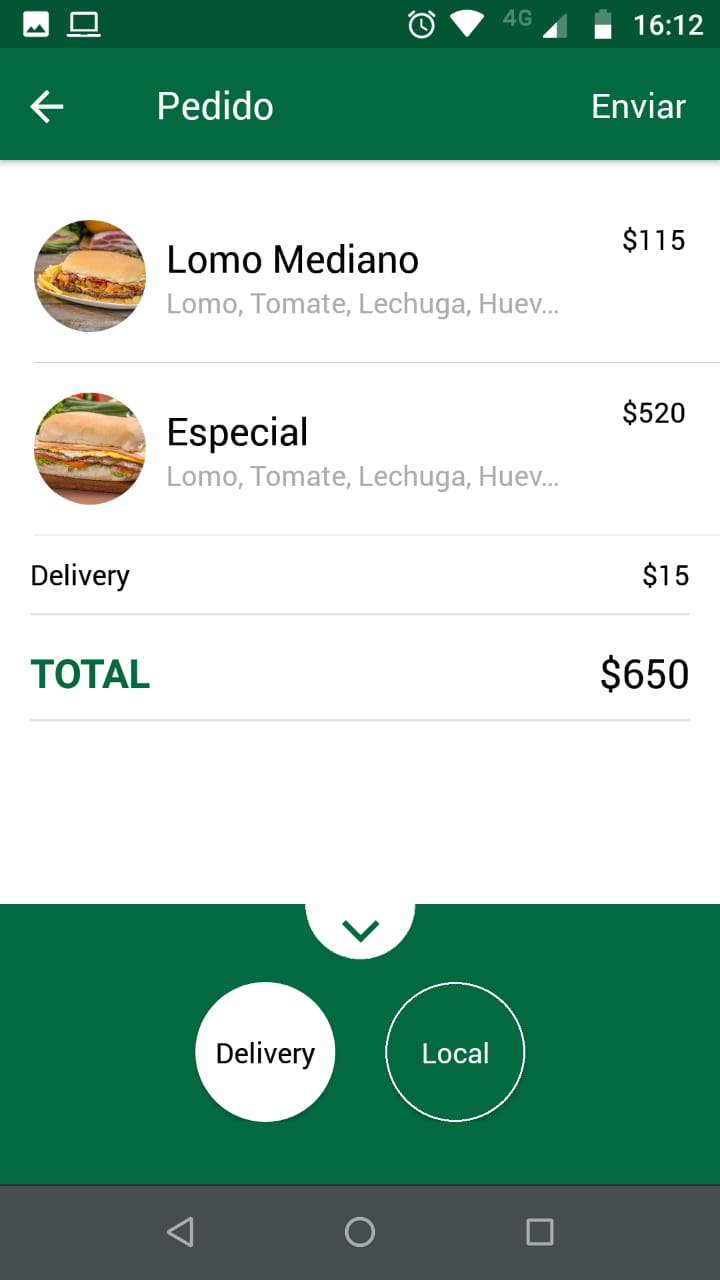 4G 16:12
Pedido Enviar
$115
Lomo Mediano
Lomo, Tomate, Lechuga, Huev...
$520
Especial
Lomo, Tomate, Lechuga, Huev...
Delivery $15
TOTAL $650
Delivery Local